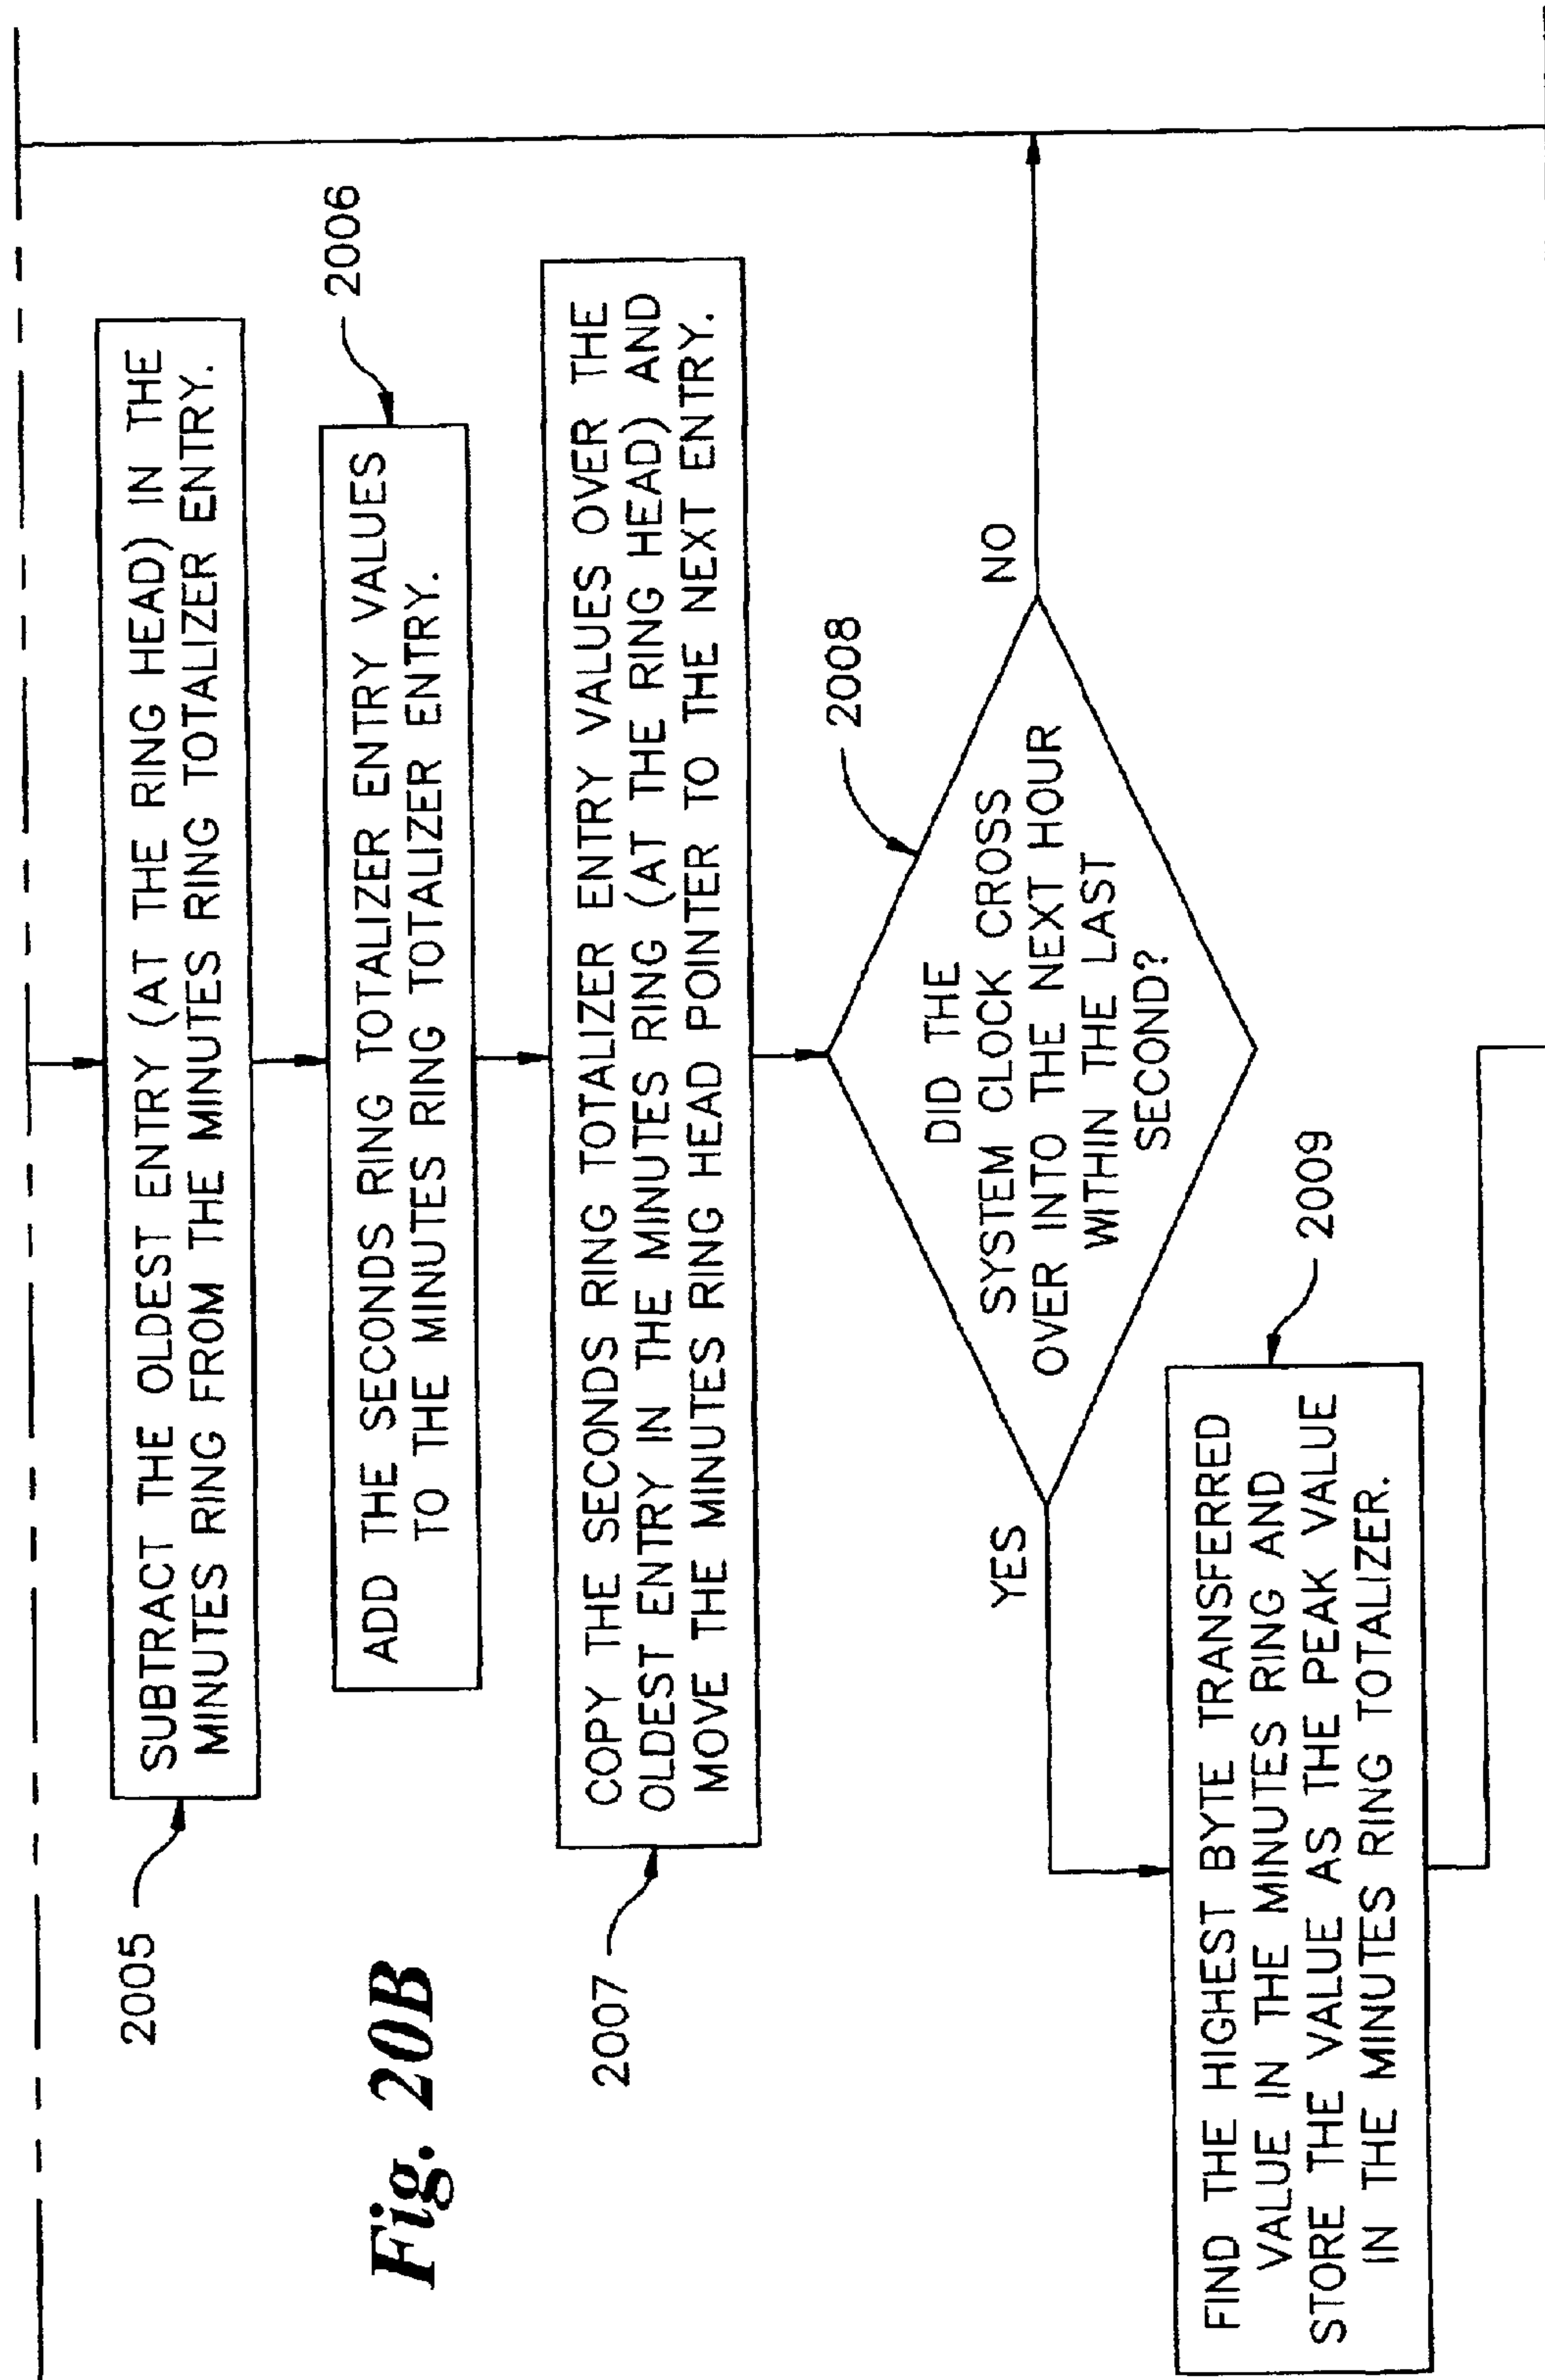 SUBTRACT THE OLDEST ENTRY (AT THE RING HEAD) IN THE
MINUTES RING FROM THE MINUTES RING TOTALIZER ENTRY.
2005
ADD THE SECONDS RING TOTALIZER ENTRY VALUES
TO THE MINUTES RING TOTALIZER ENTRY.
2006
Fig. 20B
COPY THE SECONDS RING TOTALIZER ENTRY VALUES OVER THE
OLDEST ENTRY IN THE MINUTES RING (AT THE RING HEAD) AND
MOVE THE MINUTES RING HEAD POINTER TO THE NEXT ENTRY.
2007
DID THE
SYSTEM CLOCK CROSS
OVER INTO THE NEXT HOUR
WITHIN THE LAST
SECOND?
2008
YES
NO
FIND THE HIGHEST BYTE TRANSFERRED
VALUE IN THE MINUTES RING AND
STORE THE VALUE AS THE PEAK VALUE
IN THE MINUTES RING TOTALIZER.
2009